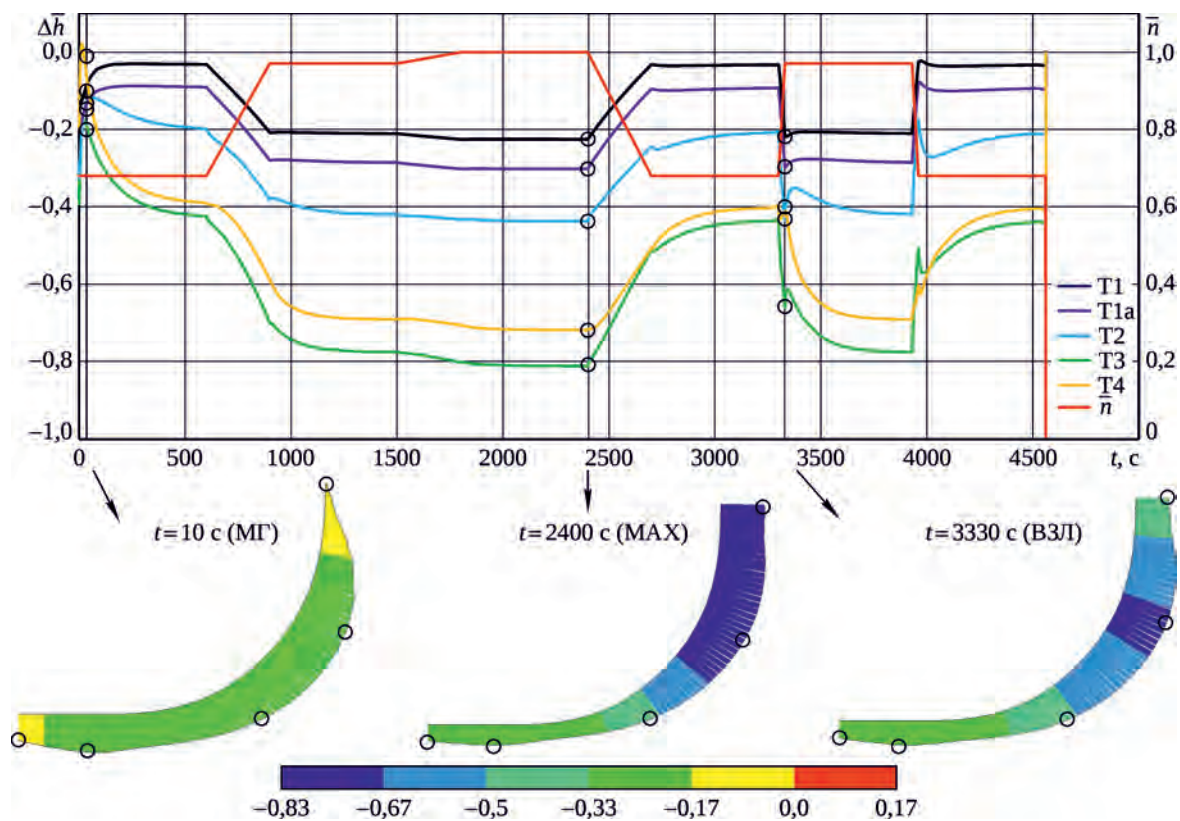 Δh̅ n̅
0,0 1,0
−0,2 0,8
−0,4 0,6
T1
T1a
−0,6 0,4
T2
T3
−0,8 0,2
T4
n̅
−1,0 0
0 500 1000 1500 2000 2500 3000 3500 4000 4500 t, c
t = 10 c (МГ) t = 2400 c (MAX) t = 3330 c (ВЗЛ)
−0,83 −0,67 −0,5 −0,33 −0,17 0,0 0,17